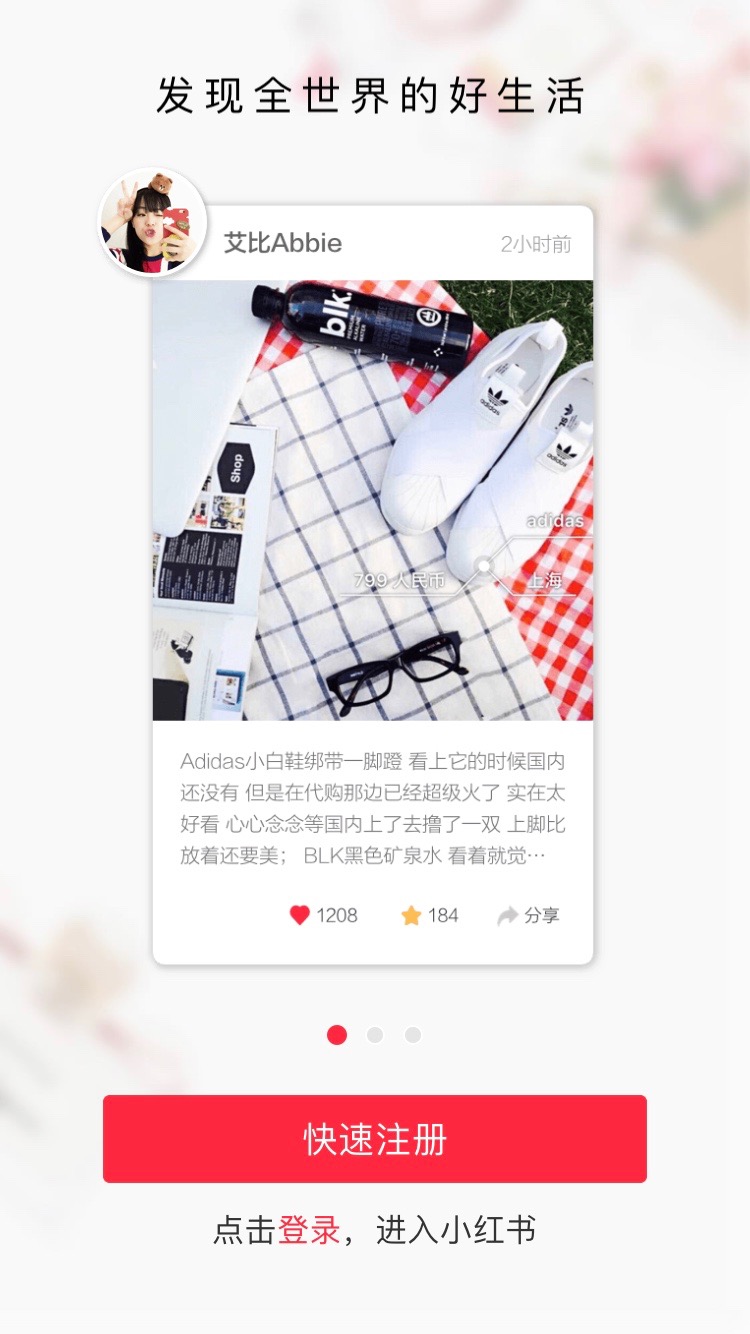 发现全世界的好生活
艾比Abbie
2小时前
blk.
PREMIUM
ALKALINE
WATER
adidas
adidas
Shop
adidas
799 人民币
上海
Adidas小白鞋绑带一脚蹬 看上它的时候国内
还没有 但是在代购那边已经超级火了 实在太
好看 心心念念等国内上了去撸了一双 上脚比
放着还要美； BLK黑色矿泉水 看着就觉…
1208
184
分享
快速注册
点击登录，进入小红书